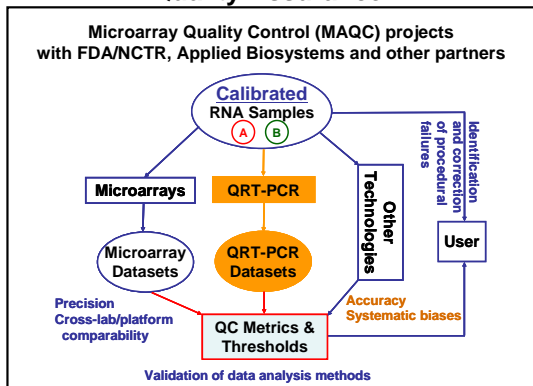 Microarray Quality Control (MAQC) projects
with FDA/NCTR, Applied Biosystems and other partners
Calibrated
RNA Samples
A B
Identification
and correction
of procedural
failures
Microarrays
QRT-PCR
Other
Technologies
User
Microarray
Datasets
QRT-PCR
Datasets
Precision
Cross-lab/platform
comparability
Accuracy
Systematic biases
QC Metrics &
Thresholds
Validation of data analysis methods